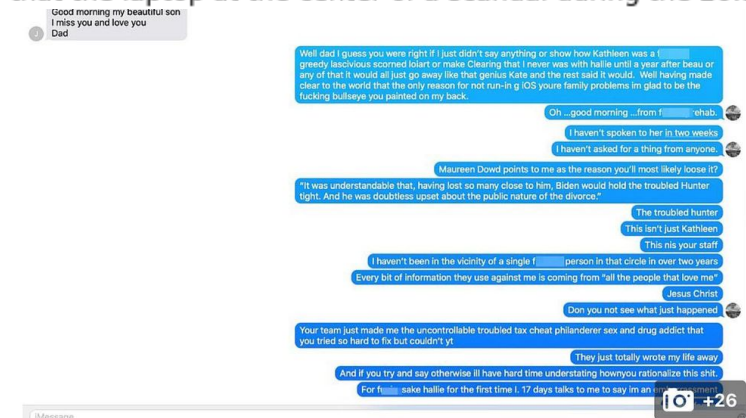 Good morning my beautiful son
I miss you and love you
Dad
J
Well dad I guess you were right if I just didn't say anything or show how Kathleen was a f
greedy lascivious scorned loiart or make Clearing that I never was with hallie until a year after beau or
any of that it would all just go away like that genius Kate and the rest said it would. Well having made
clear to the world that the only reason for not run-in g iOS youre family problems im glad to be the
fucking bullseye you painted on my back.
Oh ...good morning ...from f ehab.
I haven't spoken to her in two weeks
I haven't asked for a thing from anyone.
Maureen Dowd points to me as the reason you'll most likely loose it?
"It was understandable that, having lost so many close to him, Biden would hold the troubled Hunter
tight. And he was doubtless upset about the public nature of the divorce."
The troubled hunter
This isn't just Kathleen
This nis your staff
I haven't been in the vicinity of a single f person in that circle in over two years
Every bit of information they use against me is coming from "all the people that love me"
Jesus Christ
Don you not see what just happened
Your team just made me the uncontrollable troubled tax cheat philanderer sex and drug addict that
you tried so hard to fix but couldn't yt
They just totally wrote my life away
And if you try and say otherwise ill have hard time understating hownyou rationalize this shit.
For f sake hallie for the first time I. 17 days talks to me to say im an
+26
iMessage